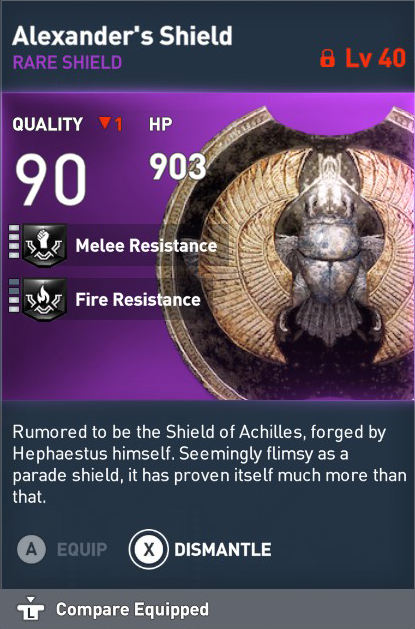 Alexander's Shield
RARE SHIELD
Lv 40
QUALITY ▼1 HP
90 903
Melee Resistance
Fire Resistance
Rumored to be the Shield of Achilles, forged by
Hephaestus himself. Seemingly flimsy as a
parade shield, it has proven itself much more than
that.
A EQUIP X DISMANTLE
L Compare Equipped